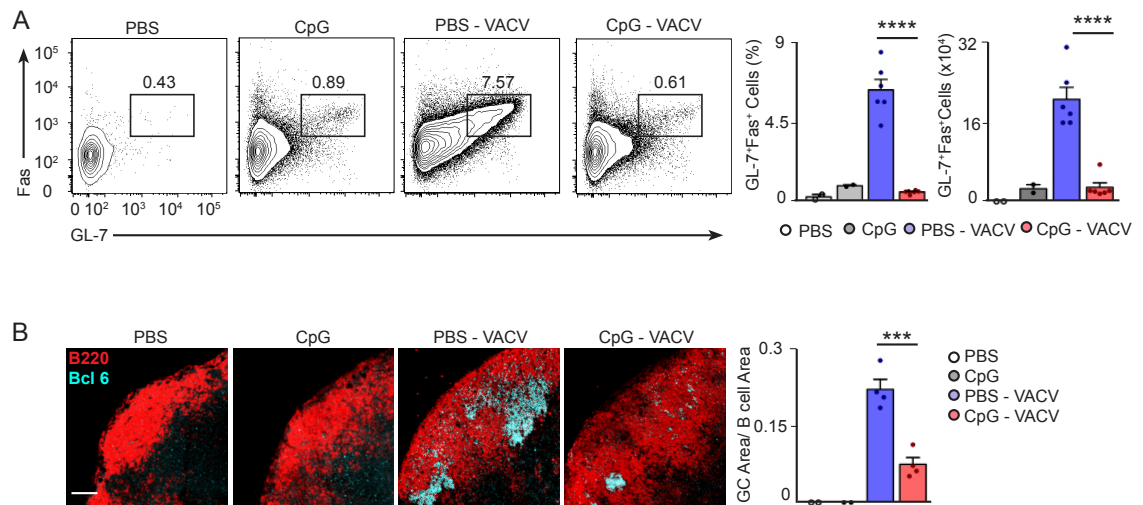 A
PBS
CpG
PBS - VACV
CpG - VACV
Fas
10⁵
10⁴
10³
10²
0
0.43
0.89
7.57
0.61
0 10² 10³ 10⁴ 10⁵
GL-7
GL-7⁺Fas⁺ Cells (%)
9
4.5
0
****
GL-7⁺Fas⁺Cells (x10⁴)
32
16
0
****
PBS CpG PBS - VACV CpG - VACV
B
PBS
CpG
PBS - VACV
CpG - VACV
B220
Bcl 6
GC Area/ B cell Area
0.3
0.15
0
***
PBS
CpG
PBS - VACV
CpG - VACV